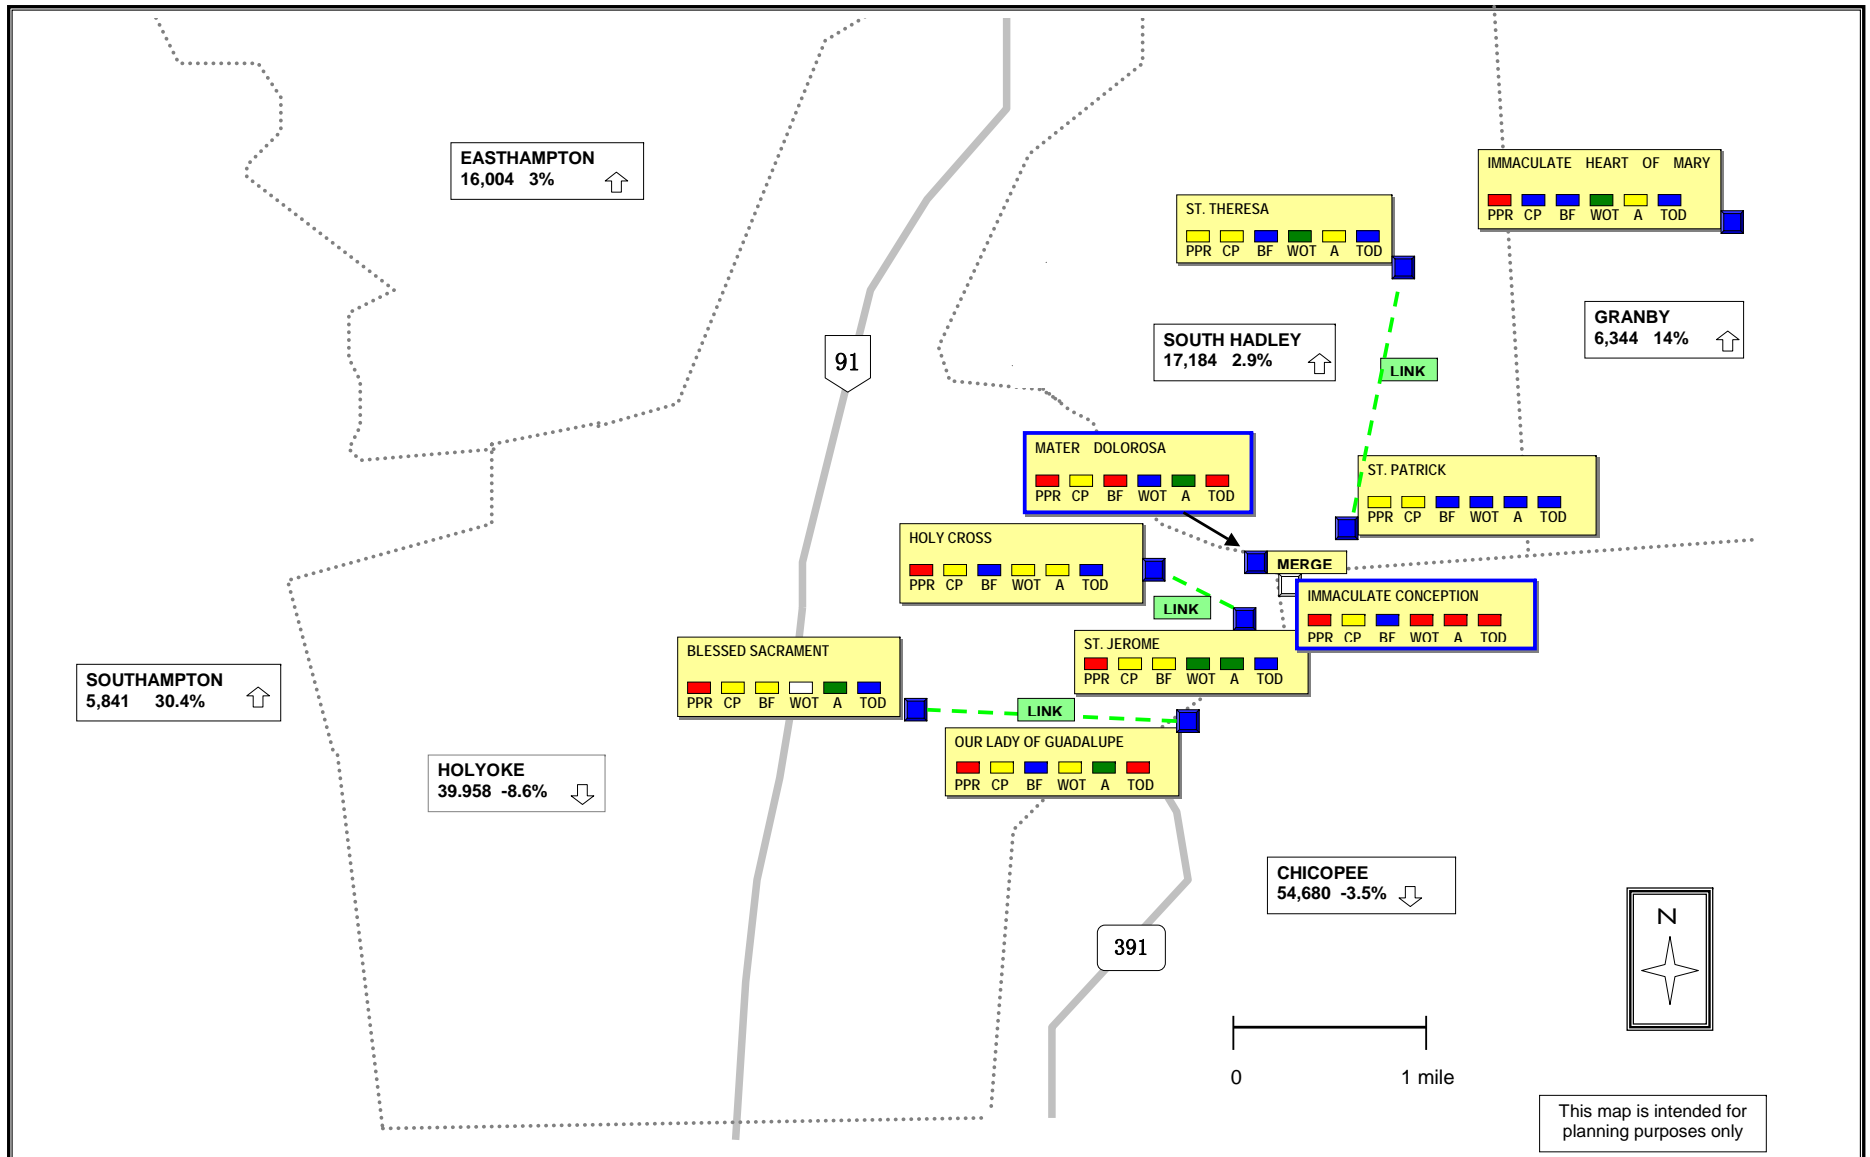 EASTHAMPTON
16,004 3%
IMMACULATE HEART OF MARY
PPR CP BF WOT A TOD
ST. THERESA
PPR CP BF WOT A TOD
GRANBY
6,344 14%
SOUTH HADLEY
17,184 2.9%
91
LINK
MATER DOLOROSA
PPR CP BF WOT A TOD
ST. PATRICK
PPR CP BF WOT A TOD
HOLY CROSS
PPR CP BF WOT A TOD
MERGE
IMMACULATE CONCEPTION
PPR CP BF WOT A TOD
LINK
ST. JEROME
PPR CP BF WOT A TOD
BLESSED SACRAMENT
PPR CP BF WOT A TOD
SOUTHAMPTON
5,841 30.4%
LINK
OUR LADY OF GUADALUPE
PPR CP BF WOT A TOD
HOLYOKE
39.958 -8.6%
CHICOPEE
54,680 -3.5%
391
N
0 1 mile
This map is intended for
planning purposes only